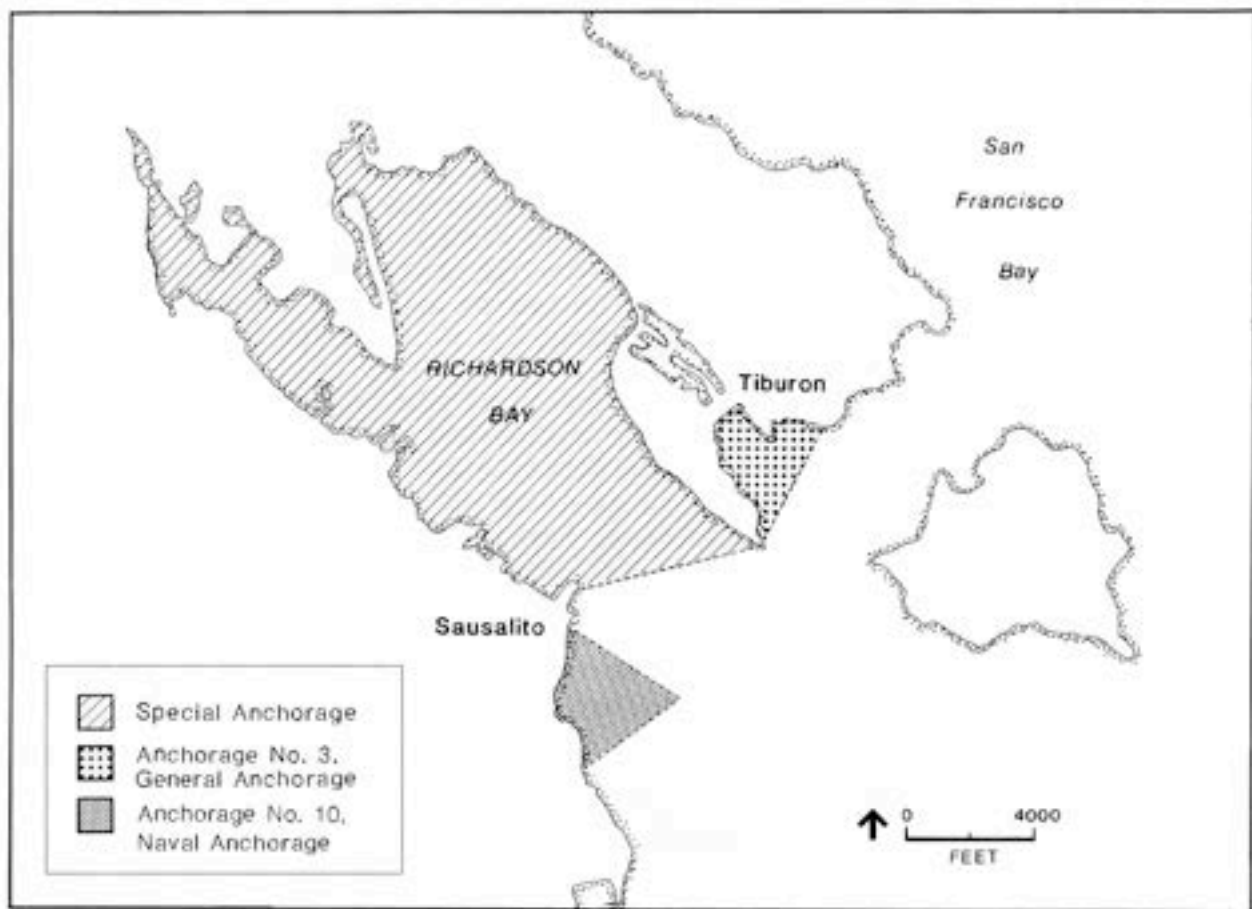 San
Francisco
Bay
RICHARDSON
BAY
Tiburon
Sausalito
Special Anchorage
Anchorage No. 3,
General Anchorage
Anchorage No. 10,
Naval Anchorage
0 4000
FEET